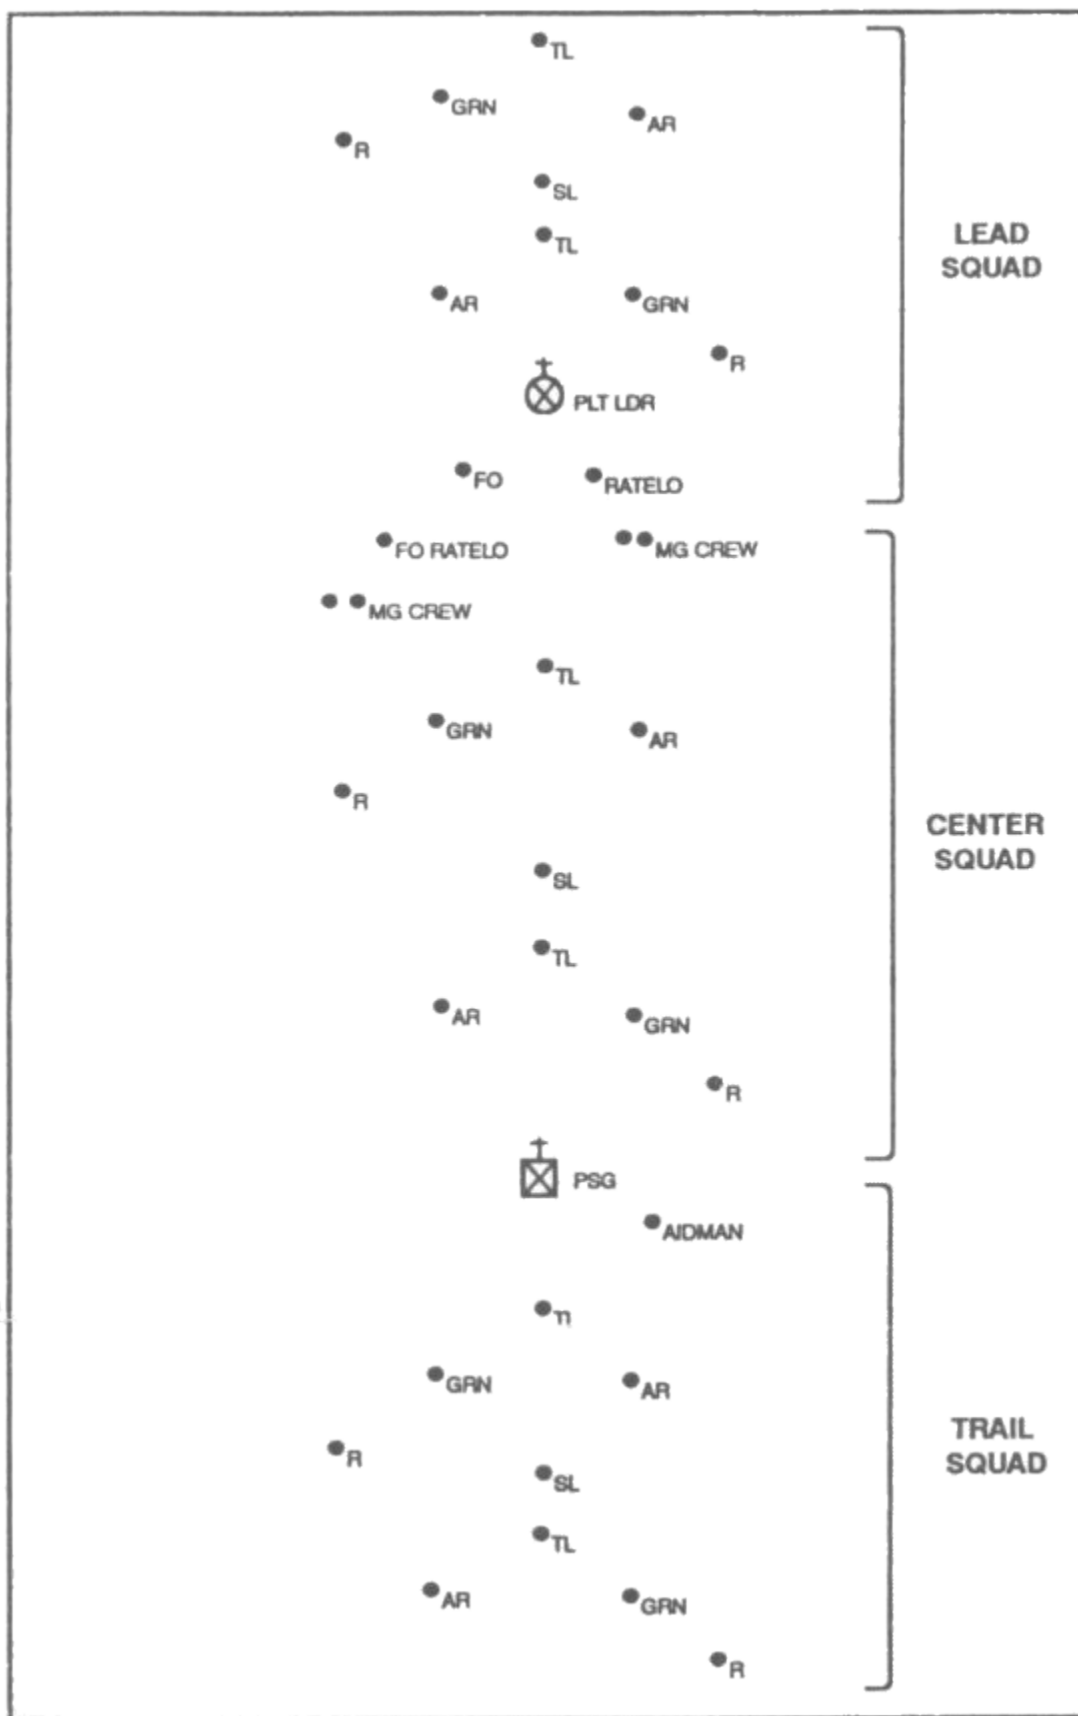 TL
GRN
AR
R
SL
TL
LEAD
SQUAD
AR
GRN
R
PLT LDR
FO
RATELO
FO RATELO
MG CREW
MG CREW
TL
GRN
AR
R
CENTER
SQUAD
SL
TL
AR
GRN
R
PSG
AIDMAN
TL
GRN
AR
R
TRAIL
SQUAD
SL
TL
AR
GRN
R